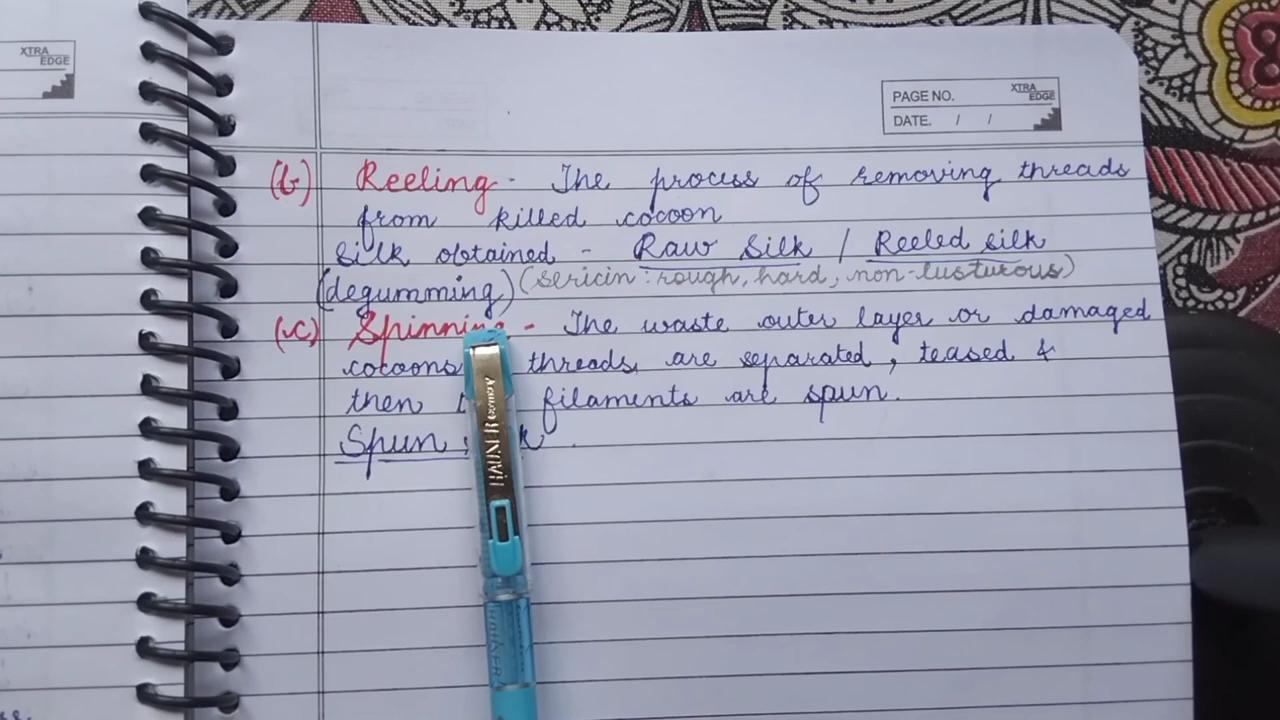 XTRA
EDGE
PAGE NO.
XTRA
EDGE
DATE. / /
(b) Reeling - The process of removing threads
from killed cocoon
Silk obtained - Raw Silk / Reeled silk
(degumming) (sericin : rough, hard, non-lusturous)
(c) Spinning - The waste outer layer or damaged
cocoons threads are separated, teased &
then filaments are spun.
Spun
HAUSER